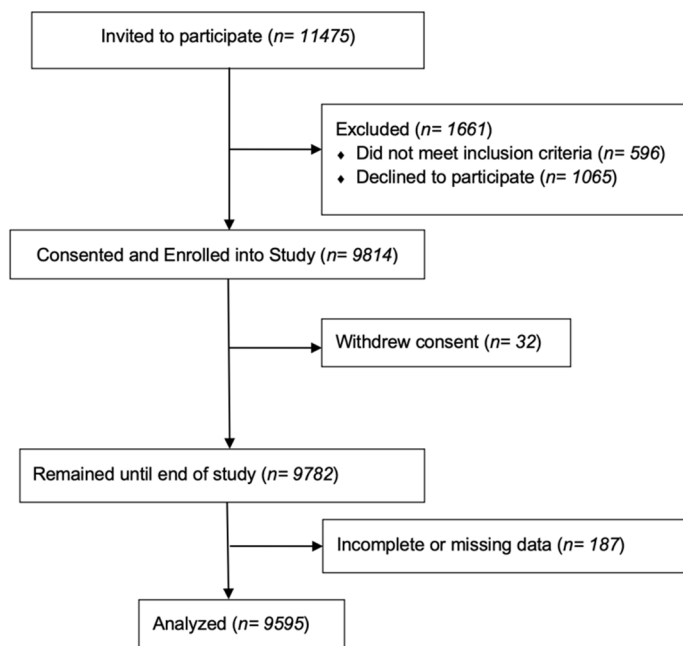 Invited to participate (n= 11475)
Excluded (n= 1661)
♦ Did not meet inclusion criteria (n= 596)
♦ Declined to participate (n= 1065)
Consented and Enrolled into Study (n= 9814)
Withdrew consent (n= 32)
Remained until end of study (n= 9782)
Incomplete or missing data (n= 187)
Analyzed (n= 9595)